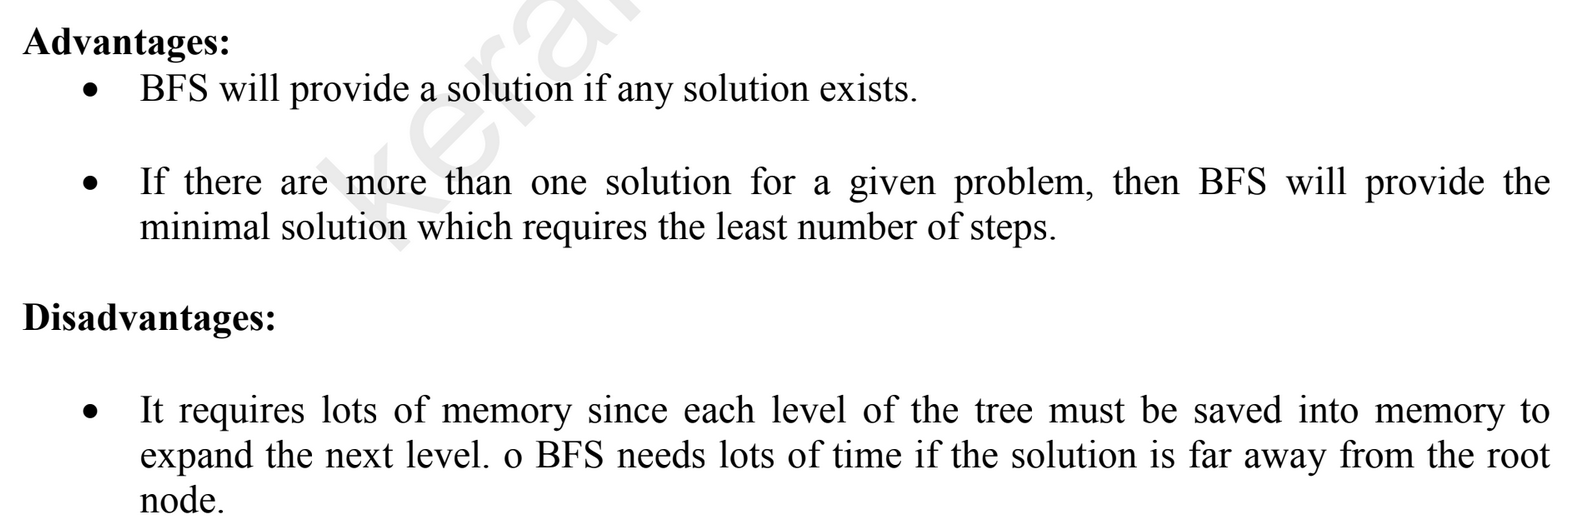 Advantages:
• BFS will provide a solution if any solution exists.
• If there are more than one solution for a given problem, then BFS will provide the
minimal solution which requires the least number of steps.
Disadvantages:
• It requires lots of memory since each level of the tree must be saved into memory to
expand the next level. o BFS needs lots of time if the solution is far away from the root
node.